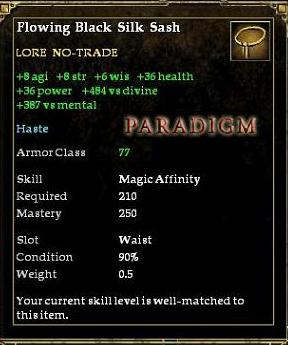 Flowing Black Silk Sash
LORE NO-TRADE
+8 agi +8 str +6 wis +36 health
+36 power +484 vs divine
+387 vs mental
Haste
PARADIGM
Armor Class 77
Skill Magic Affinity
Required 210
Mastery 250
Slot Waist
Condition 90%
Weight 0.5
Your current skill level is well-matched to
this item.